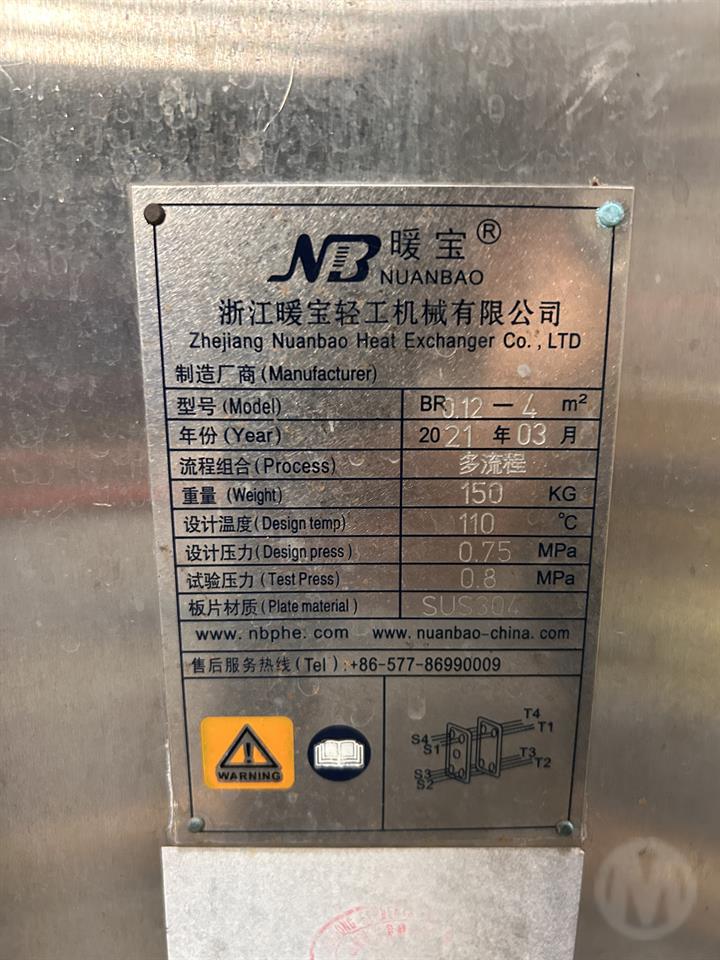 NB 暖宝®
NUANBAO
浙江暖宝轻工机械有限公司
Zhejiang Nuanbao Heat Exchanger Co., LTD
制造厂商(Manufacturer)
型号(Model) BR0.12-4 m²
年份(Year) 2021 年 03 月
流程组合(Process) 多流程
重量(Weight) 150 KG
设计温度(Design temp) 110 ℃
设计压力(Design press) 0.75 MPa
试验压力(Test Press) 0.8 MPa
板片材质(Plate material) SUS304
www.nbphe.com www.nuanbao-china.com
售后服务热线(Tel):+86-577-86990009
WARNING
T4
T1
S4
S1
T3
T2
S3
S2
M